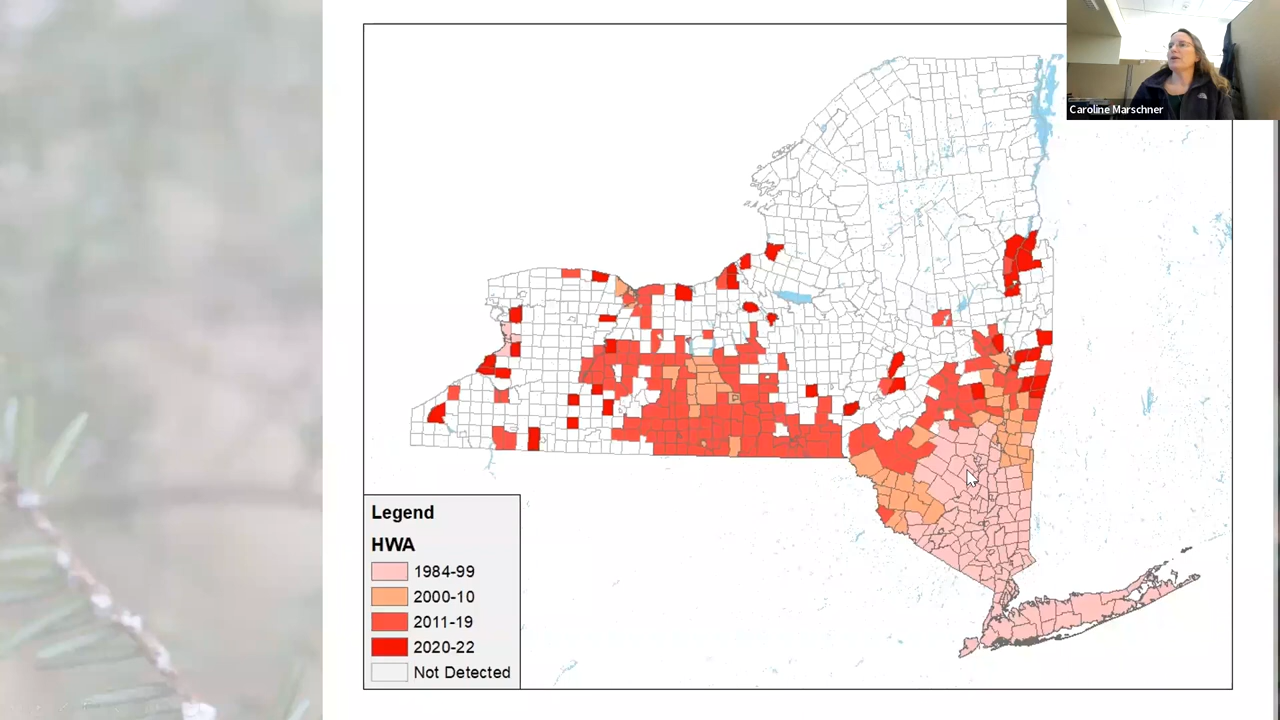 Caroline Marschner
Legend
HWA
1984-99
2000-10
2011-19
2020-22
Not Detected